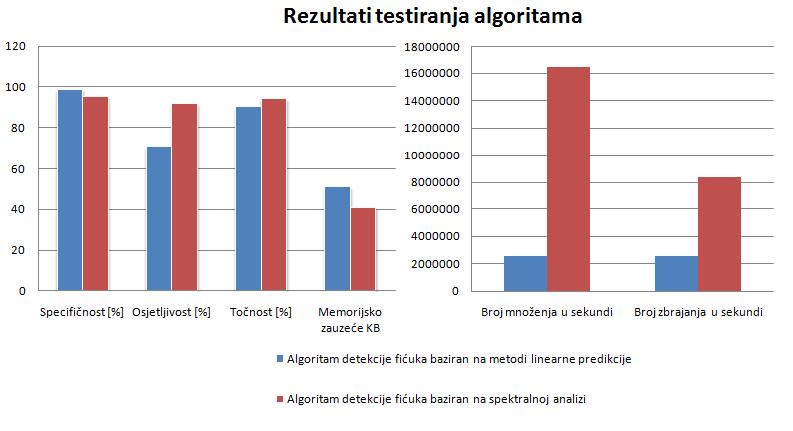 Rezultati testiranja algoritama
120
100
80
60
40
20
0
Specifičnost [%]
Osjetljivost [%]
Točnost [%]
Memorijsko
zauzeće KB
18000000
16000000
14000000
12000000
10000000
8000000
6000000
4000000
2000000
0
Broj množenja u sekundi
Broj zbrajanja u sekundi
Algoritam detekcije fićuka baziran na metodi linearne predikcije
Algoritam detekcije fićuka baziran na spektralnoj analizi